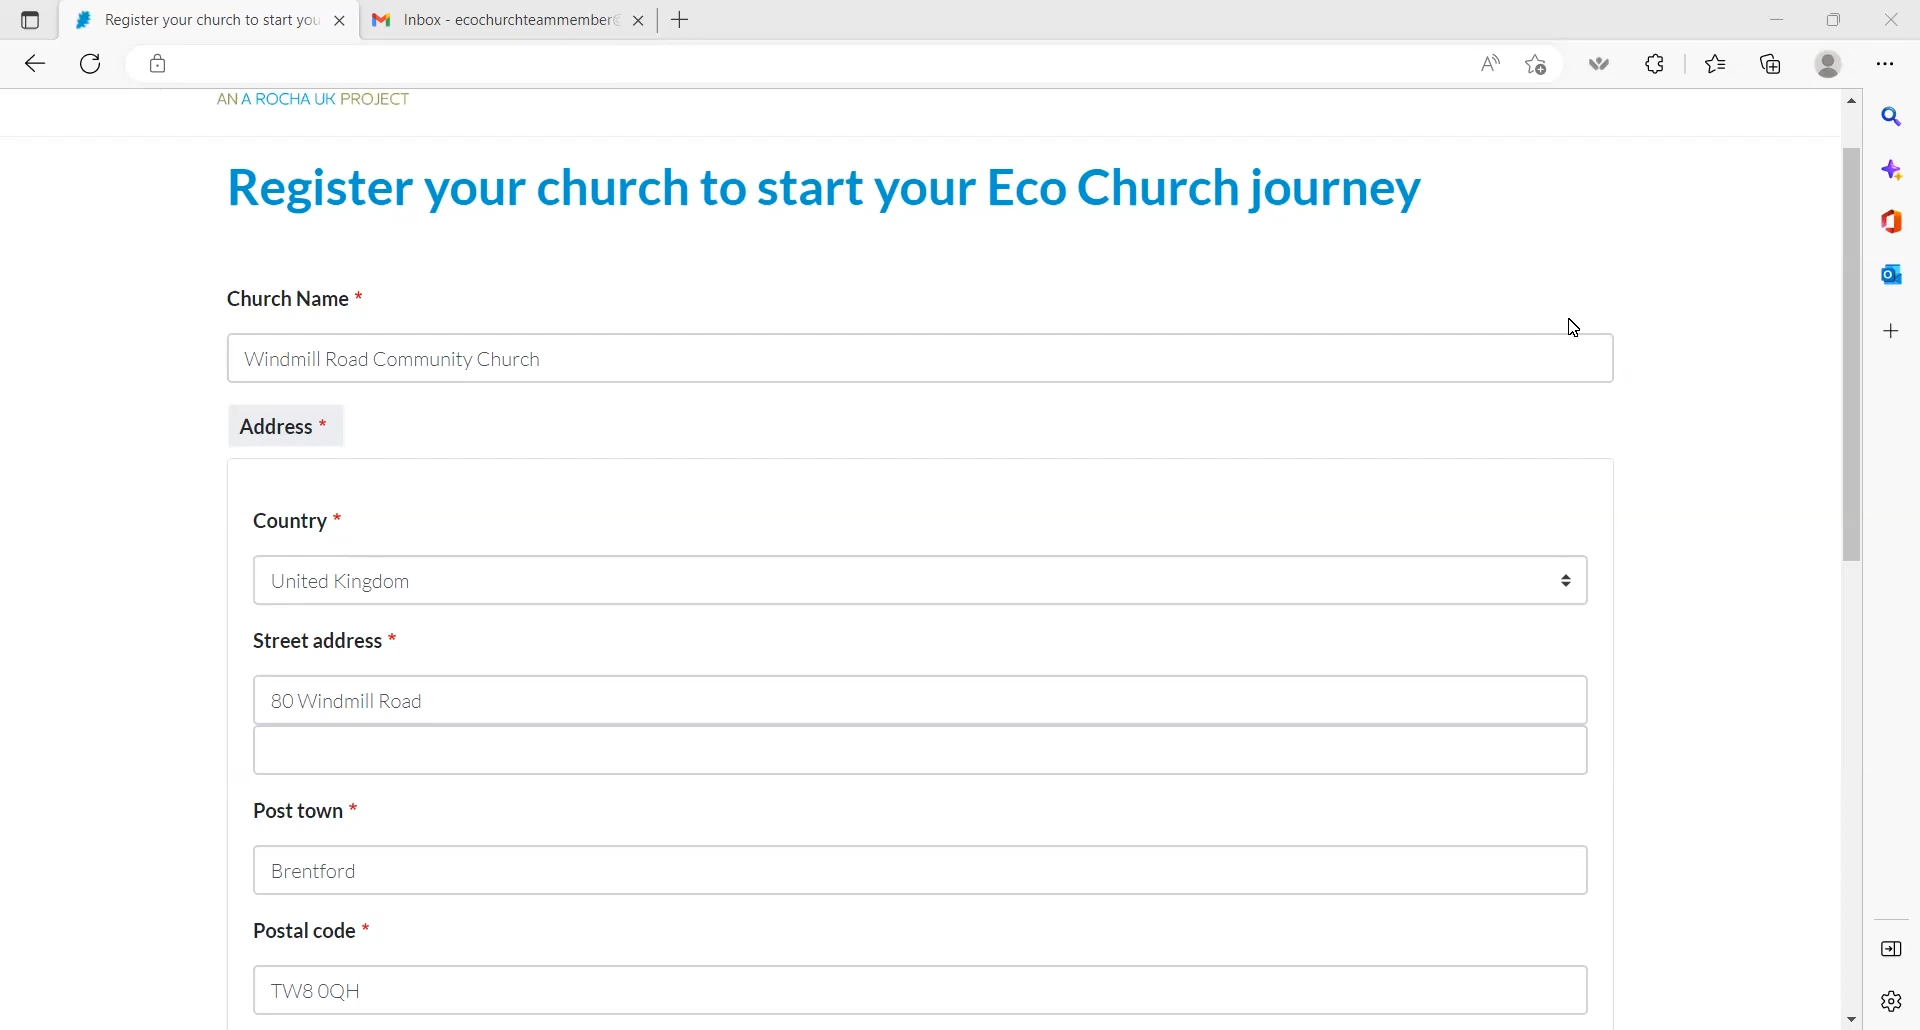 Register your church to start you
Inbox - ecochurchteammember
AN A ROCHA UK PROJECT
Register your church to start your Eco Church journey
Church Name *
Windmill Road Community Church
Address *
Country *
United Kingdom
Street address *
80 Windmill Road
Post town *
Brentford
Postal code *
TW8 0QH